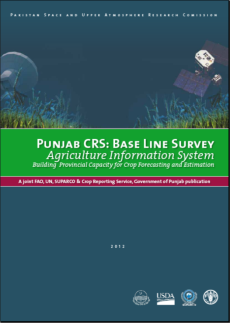 Pakistan Space and Upper Atmosphere Research Comission
Punjab CRS: Base Line Survey
Agriculture Information System
Building Provincial Capacity for Crop Forecasting and Estimation
A joint FAO, UN, SUPARCO & Crop Reporting Service, Government of Punjab publication
2012
USDA